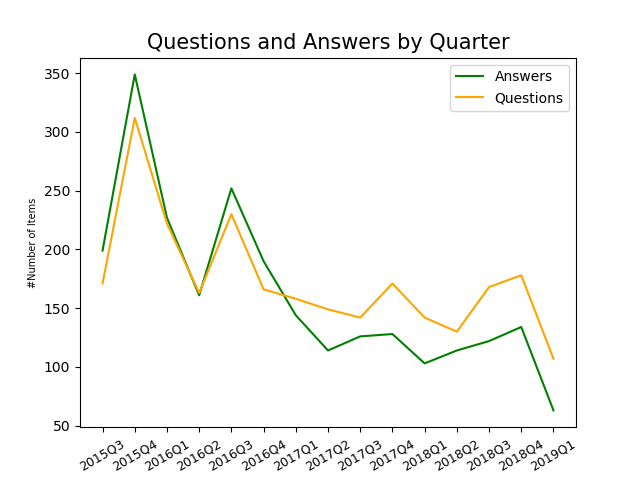 Questions and Answers by Quarter
Answers
Questions
#Number of Items
350
300
250
200
150
100
50
2015Q3
2015Q4
2016Q1
2016Q2
2016Q3
2016Q4
2017Q1
2017Q2
2017Q3
2017Q4
2018Q1
2018Q2
2018Q3
2018Q4
2019Q1